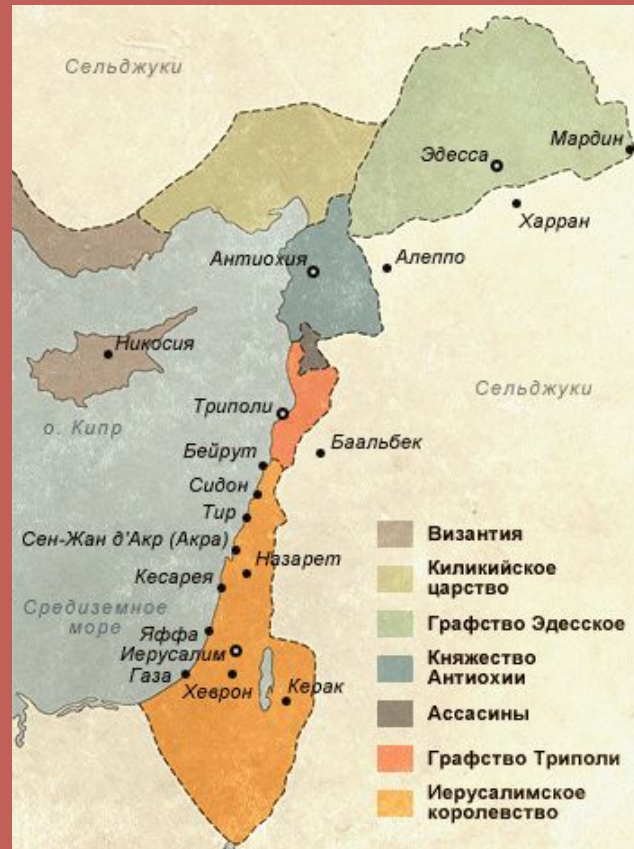 Сельджуки
Мардин
Эдесса
Харран
Антиохия
Алеппо
Никосия
Сельджуки
Триполи
о. Кипр
Баальбек
Бейрут
Сидон
Тир
Сен-Жан д'Акр (Акра)
Назарет
Кесарея
Средиземное
море
Яффа
Иерусалим
Газа
Хеврон
Керак
Византия
Киликийское
царство
Графство Эдесское
Княжество
Антиохии
Ассасины
Графство Триполи
Иерусалимское
королевство